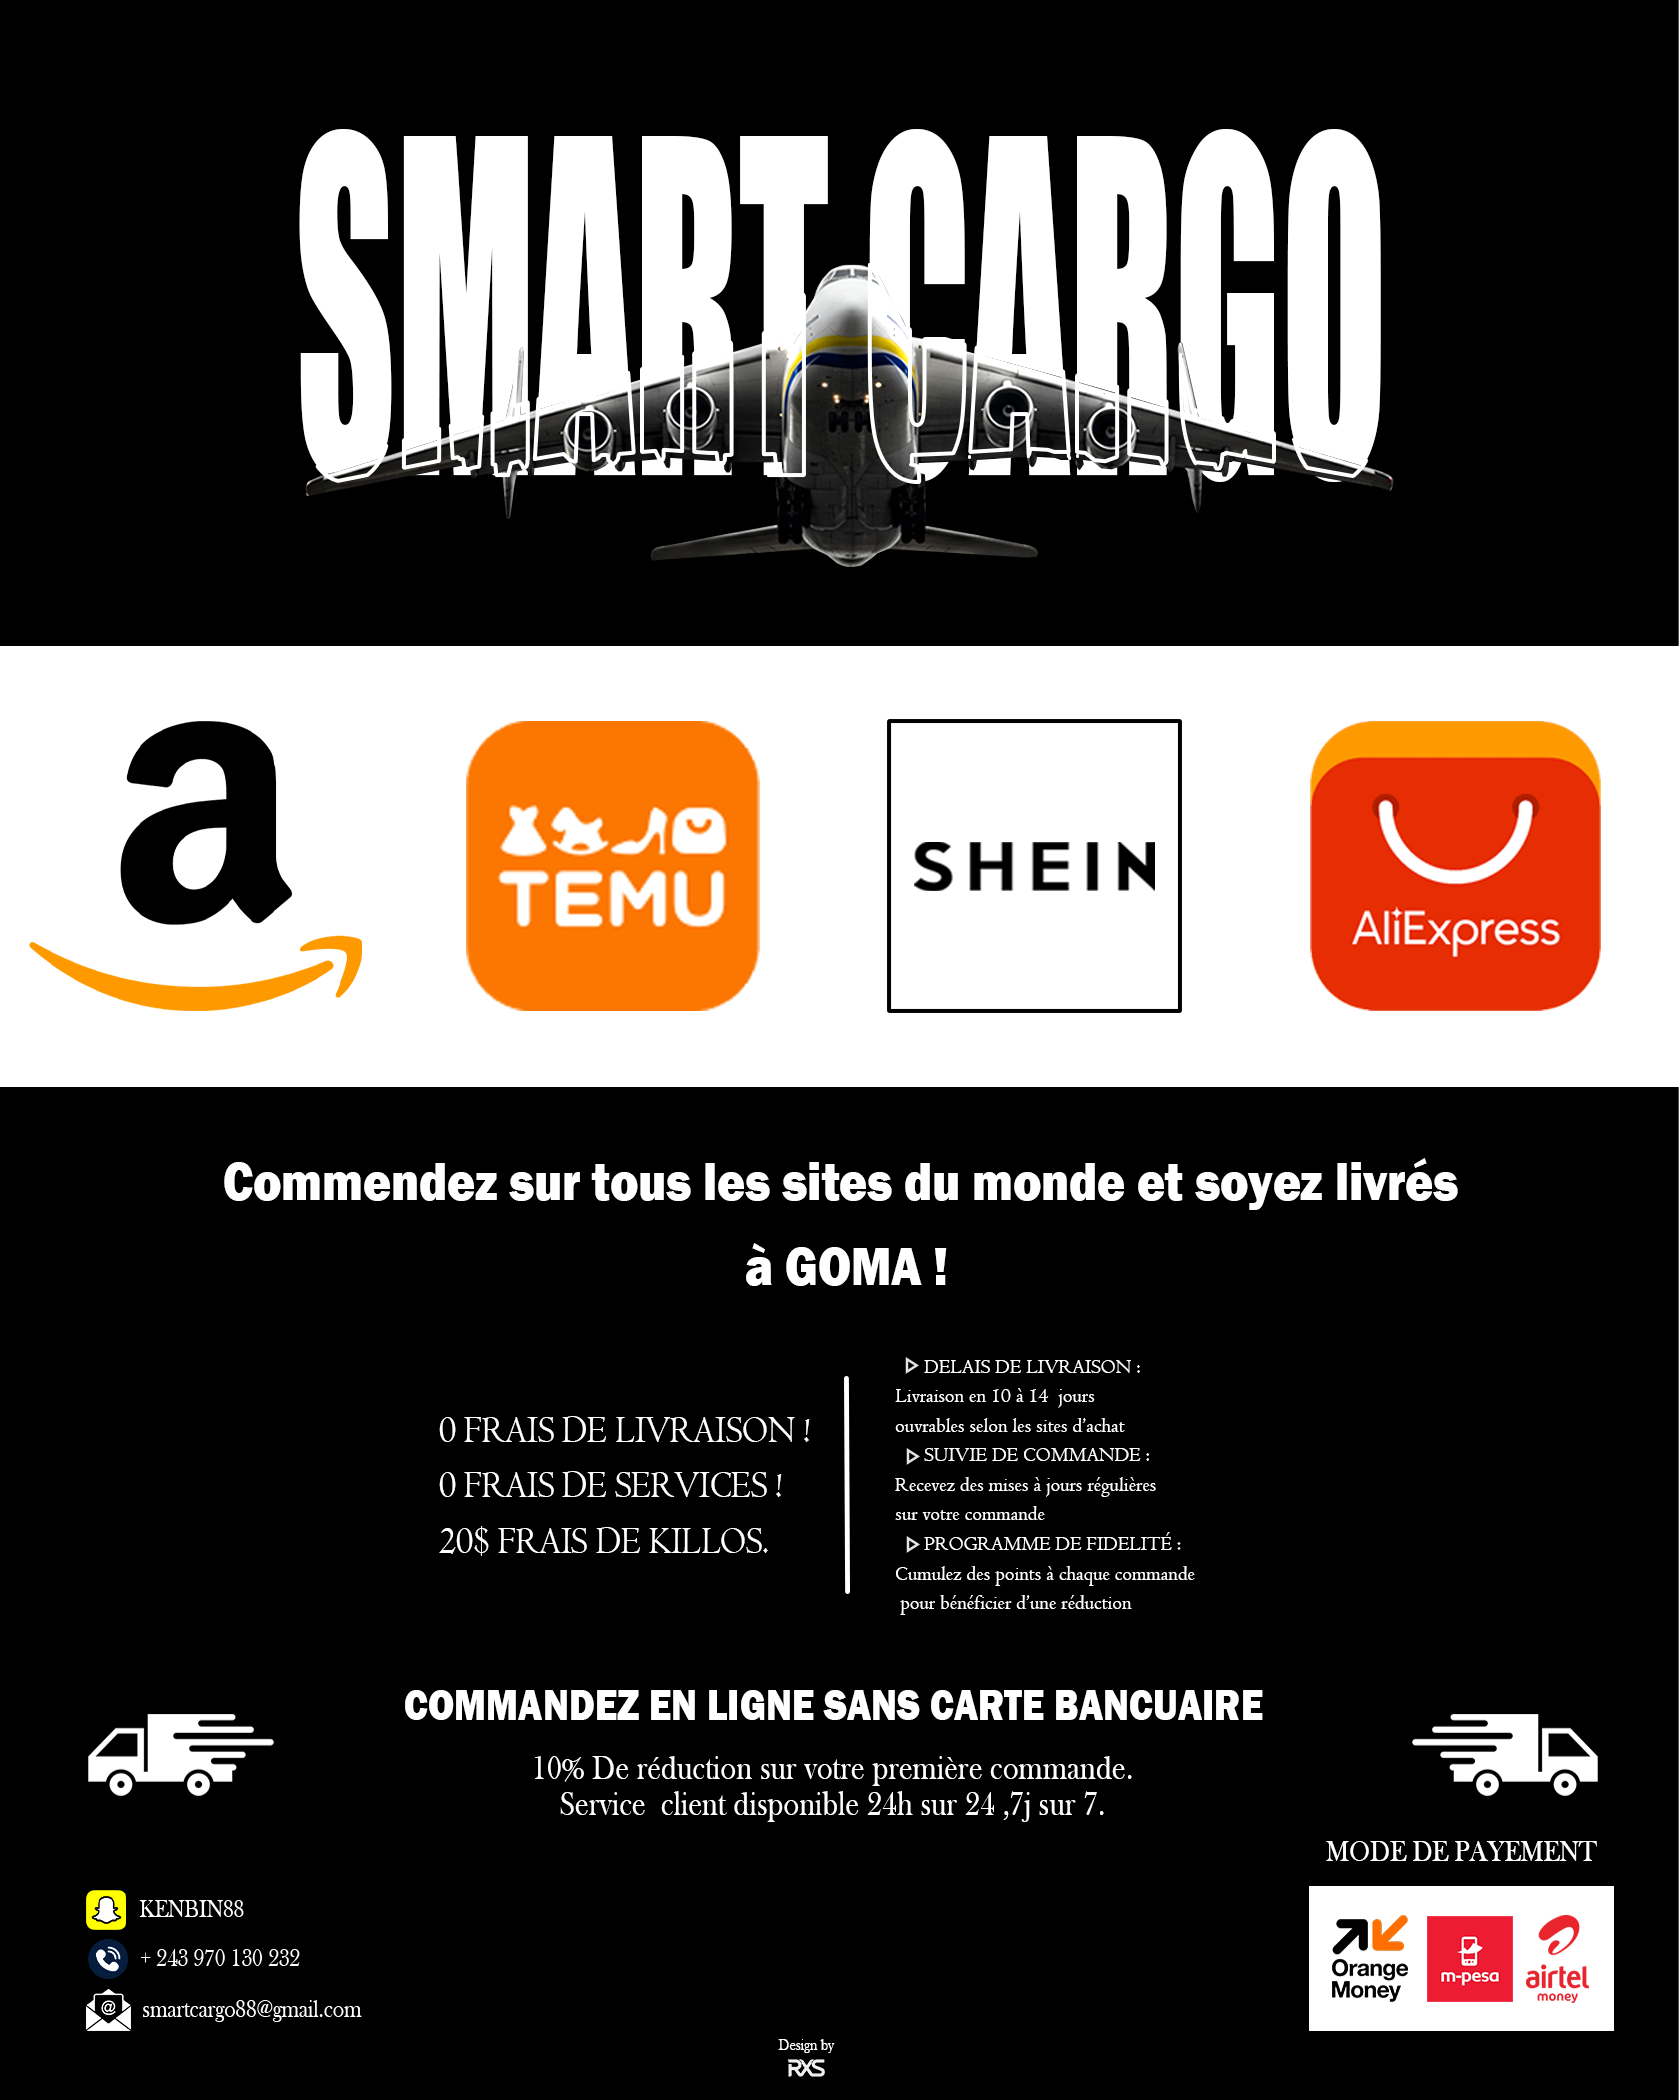 SMART CARGO
a
TEMU
SHEIN
AliExpress
Commendez sur tous les sites du monde et soyez livrés
à GOMA !
0 FRAIS DE LIVRAISON !
0 FRAIS DE SERVICES !
20$ FRAIS DE KILLOS.
DELAIS DE LIVRAISON :
Livraison en 10 à 14 jours
ouvrables selon les sites d'achat
SUIVIE DE COMMANDE :
Recevez des mises à jours régulières
sur votre commande
PROGRAMME DE FIDELITÉ :
Cumulez des points à chaque commande
pour bénéficier d'une réduction
COMMANDEZ EN LIGNE SANS CARTE BANCUAIRE
10% De réduction sur votre première commande.
Service client disponible 24h sur 24 ,7j sur 7.
KENBIN88
+ 243 970 130 232
@ smartcargo88@gmail.com
MODE DE PAYEMENT
Orange
Money
m-pesa
airtel
money
Design by
RXS